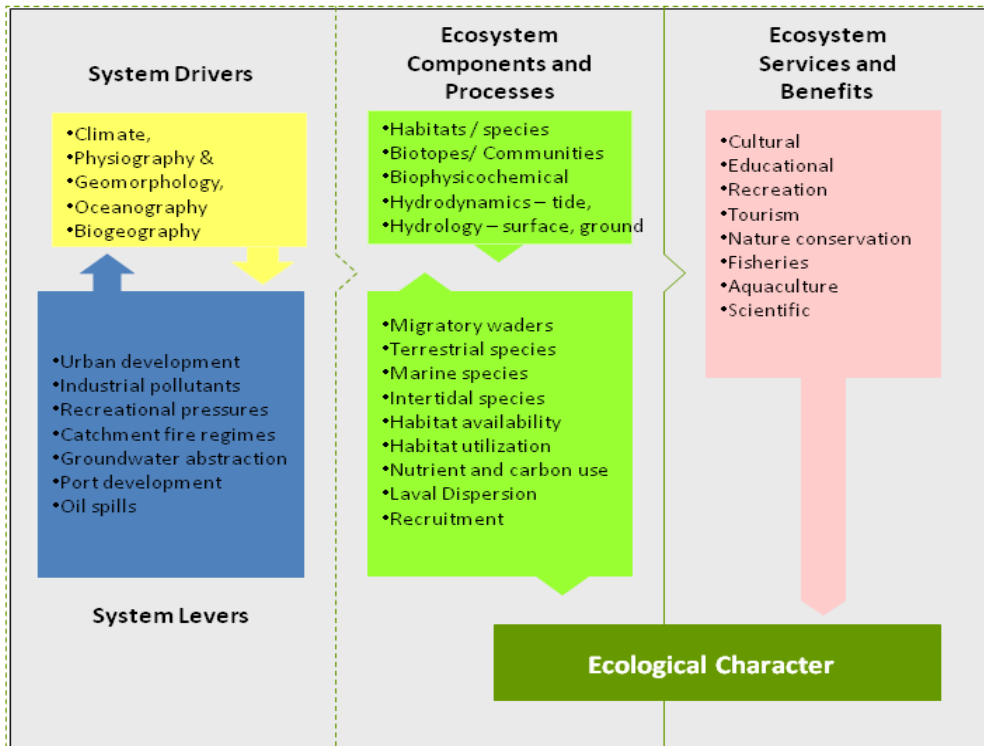 System Drivers
•Climate,
•Physiography &
•Geomorphology,
•Oceanography
•Biogeography
•Urban development
•Industrial pollutants
•Recreational pressures
•Catchment fire regimes
•Groundwater abstraction
•Port development
•Oil spills
System Levers
Ecosystem
Components and
Processes
•Habitats / species
•Biotopes/ Communities
•Biophysicochemical
•Hydrodynamics – tide,
•Hydrology – surface, ground
•Migratory waders
•Terrestrial species
•Marine species
•Intertidal species
•Habitat availability
•Habitat utilization
•Nutrient and carbon use
•Laval Dispersion
•Recruitment
Ecosystem
Services and
Benefits
•Cultural
•Educational
•Recreation
•Tourism
•Nature conservation
•Fisheries
•Aquaculture
•Scientific
Ecological Character